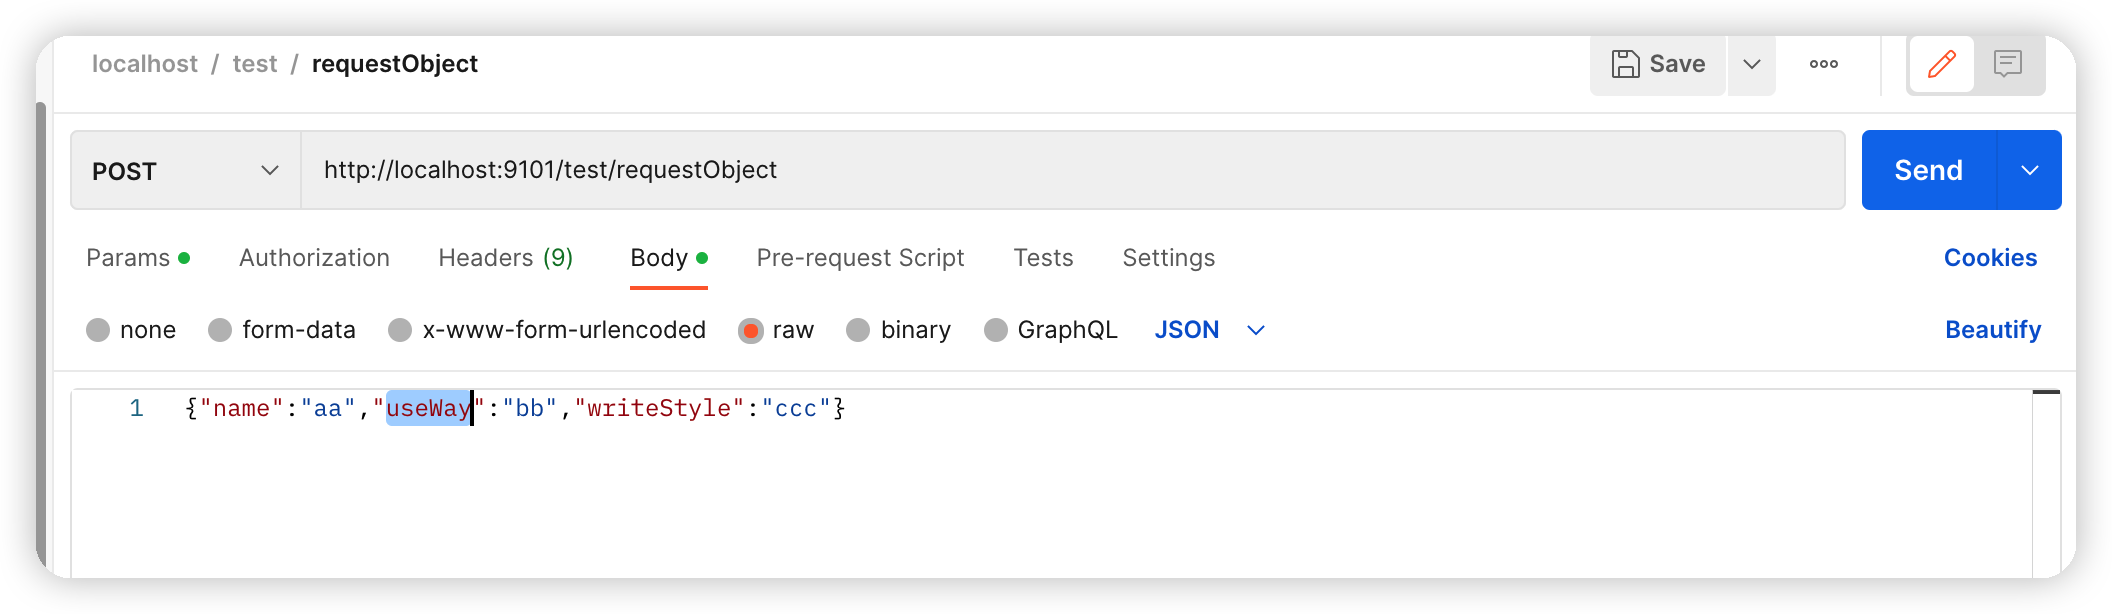 localhost / test / requestObject Save
POST http://localhost:9101/test/requestObject Send
Params Authorization Headers (9) Body Pre-request Script Tests Settings Cookies
none form-data x-www-form-urlencoded raw binary GraphQL JSON Beautify
1 {"name":"aa","useWay":"bb","writeStyle":"ccc"}